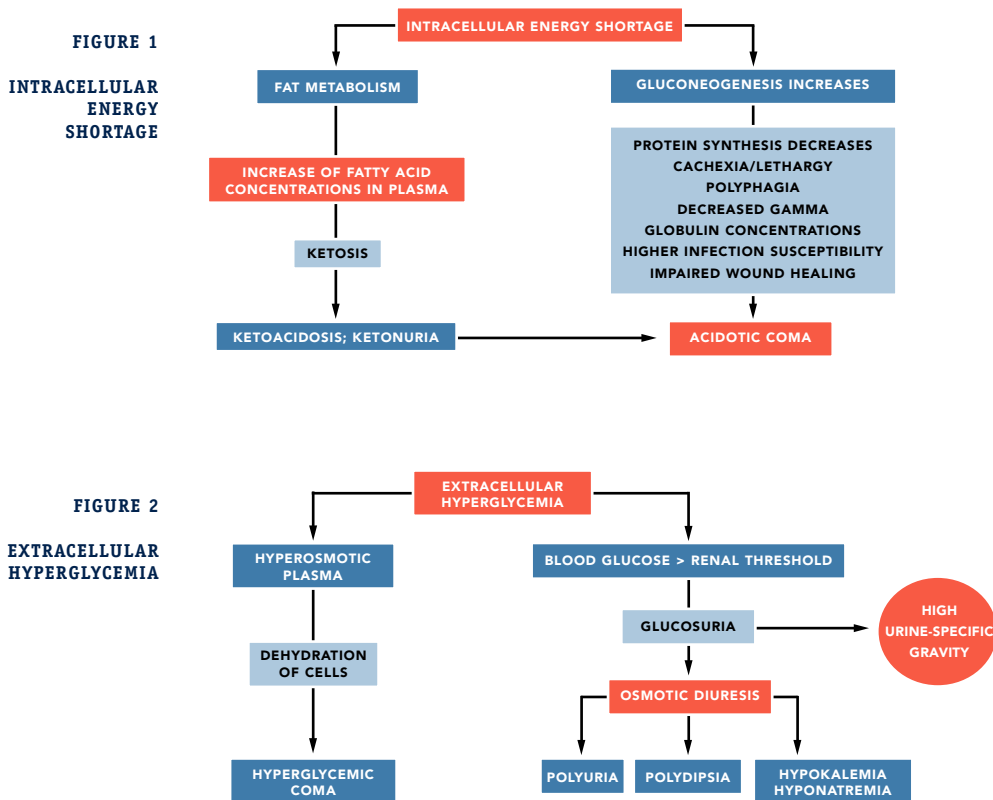 FIGURE 1
INTRACELLULAR
ENERGY
SHORTAGE
INTRACELLULAR ENERGY SHORTAGE
FAT METABOLISM
GLUCONEOGENESIS INCREASES
INCREASE OF FATTY ACID
CONCENTRATIONS IN PLASMA
PROTEIN SYNTHESIS DECREASES
CACHEXIA/LETHARGY
POLYPHAGIA
DECREASED GAMMA
GLOBULIN CONCENTRATIONS
HIGHER INFECTION SUSCEPTIBILITY
IMPAIRED WOUND HEALING
KETOSIS
KETOACIDOSIS; KETONURIA
ACIDOTIC COMA
FIGURE 2
EXTRACELLULAR
HYPERGLYCEMIA
EXTRACELLULAR
HYPERGLYCEMIA
HYPEROSMOTIC
PLASMA
BLOOD GLUCOSE > RENAL THRESHOLD
DEHYDRATION
OF CELLS
GLUCOSURIA
HIGH
URINE-SPECIFIC
GRAVITY
OSMOTIC DIURESIS
HYPERGLYCEMIC
COMA
POLYURIA
POLYDIPSIA
HYPOKALEMIA
HYPONATREMIA